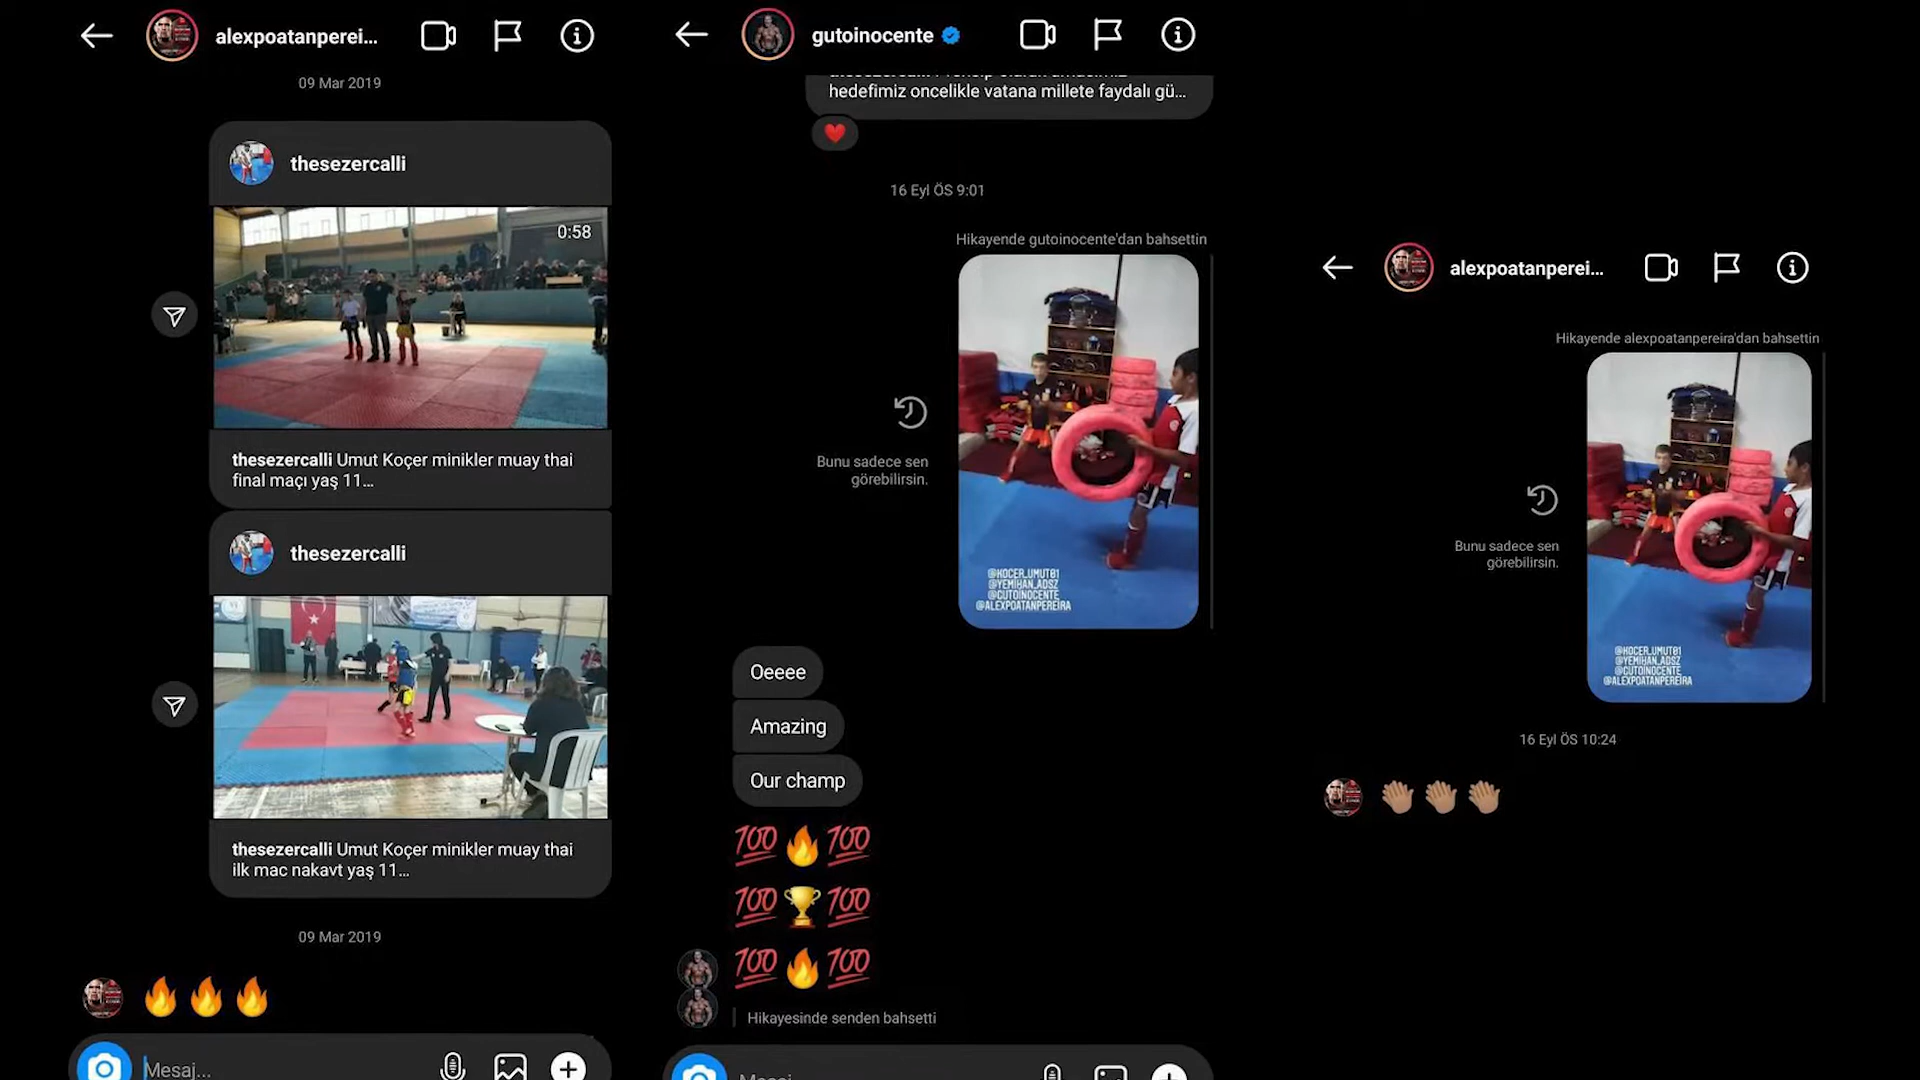 alexpoatanperei...
09 Mar 2019
thesezercalli
0:58
thesezercalli Umut Koçer minikler muay thai
final maçı yaş 11...
thesezercalli
thesezercalli Umut Koçer minikler muay thai
ilk mac nakavt yaş 11...
09 Mar 2019
🔥🔥🔥
Mesaj...
gutoinocente
hedefimiz oncelikle vatana millete faydalı gü...
❤️
16 Eyl ÖS 9:01
Hikayende gutoinocente'dan bahsettin
Bunu sadece sen
görebilirsin.
@KOCER_UMUT81
@YEMIHAN_ADSZ
@GUTOINOCENTE
@ALEXPOATANPEREIRA
Oeeee
Amazing
Our champ
💯🔥💯
💯🏆💯
💯🔥💯
Hikayesinde senden bahsetti
alexpoatanperei...
Hikayende alexpoatanpereira'dan bahsettin
Bunu sadece sen
görebilirsin.
@KOCER_UMUT81
@YEMIHAN_ADSZ
@GUTOINOCENTE
@ALEXPOATANPEREIRA
16 Eyl ÖS 10:24
👏🏽👏🏽👏🏽